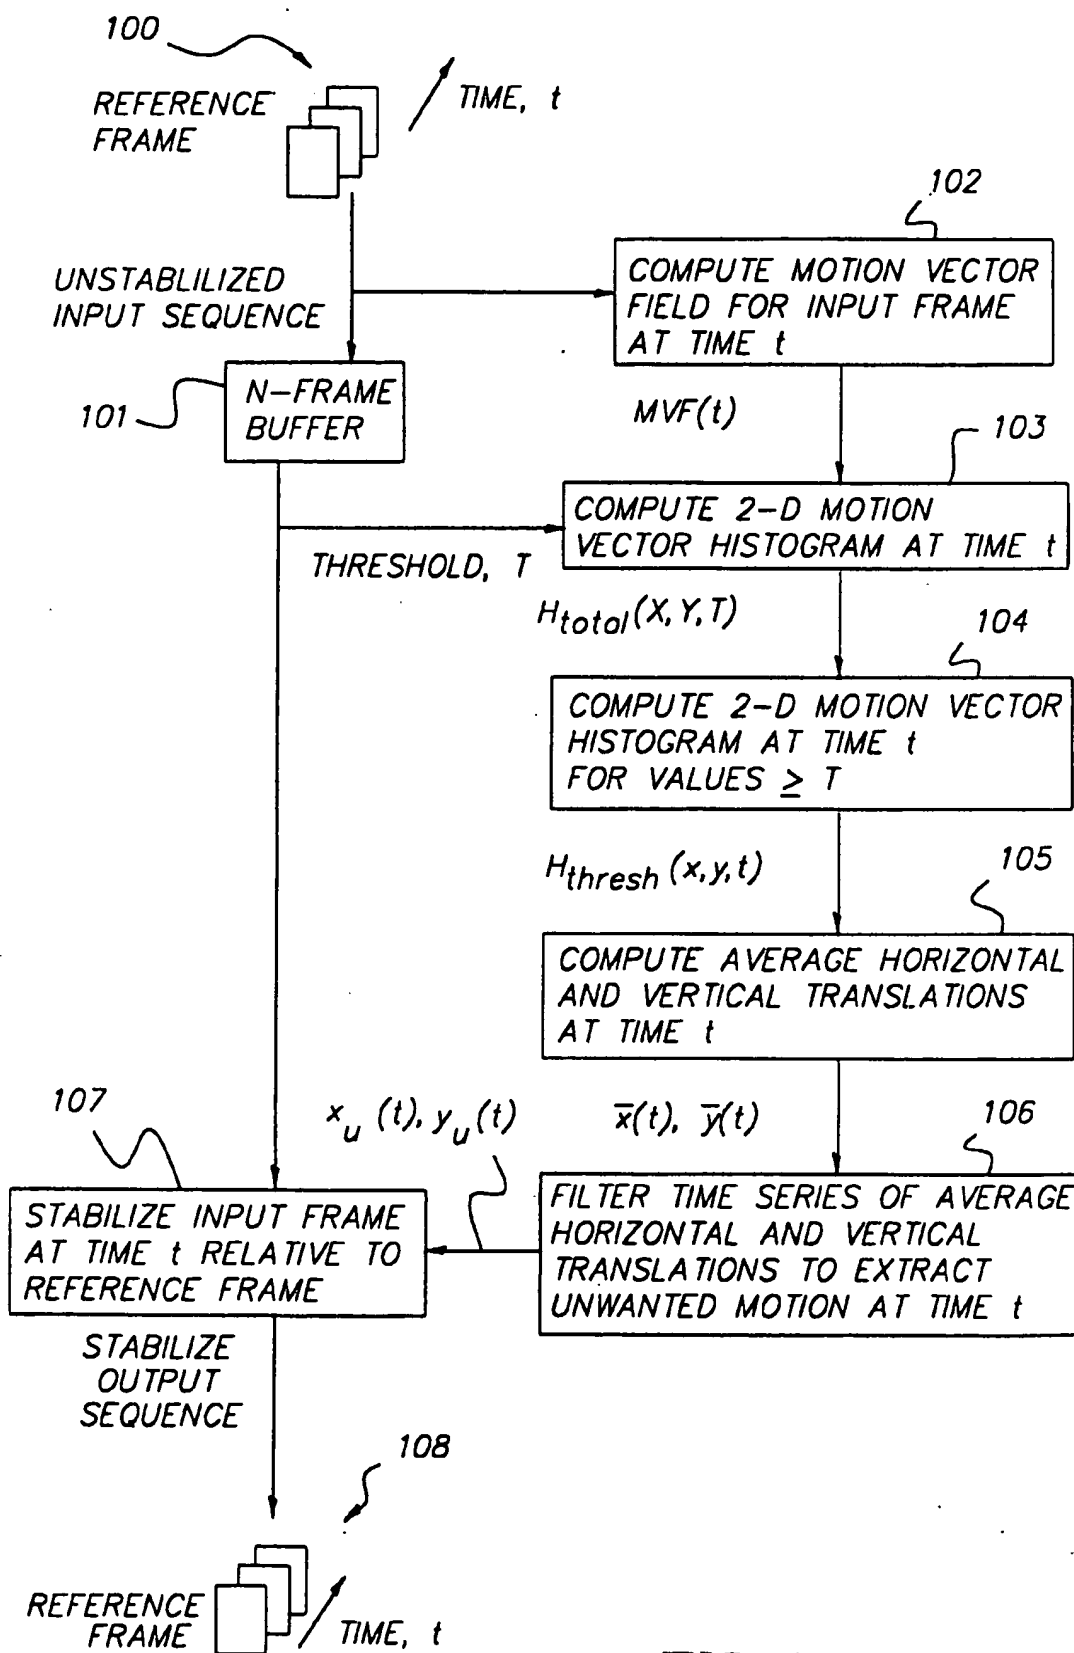 100
REFERENCE
FRAME
TIME, t
102
UNSTABLILIZED
INPUT SEQUENCE
COMPUTE MOTION VECTOR
FIELD FOR INPUT FRAME
AT TIME t
101
N-FRAME
BUFFER
MVF(t)
103
COMPUTE 2-D MOTION
VECTOR HISTOGRAM AT TIME t
THRESHOLD, T
Htotal(X, Y, T)
104
COMPUTE 2-D MOTION VECTOR
HISTOGRAM AT TIME t
FOR VALUES ≥ T
Hthresh(x,y,t)
105
COMPUTE AVERAGE HORIZONTAL
AND VERTICAL TRANSLATIONS
AT TIME t
107
xu(t), yu(t)
x̅(t), y̅(t)
106
STABILIZE INPUT FRAME
AT TIME t RELATIVE TO
REFERENCE FRAME
FILTER TIME SERIES OF AVERAGE
HORIZONTAL AND VERTICAL
TRANSLATIONS TO EXTRACT
UNWANTED MOTION AT TIME t
STABILIZE
OUTPUT
SEQUENCE
108
REFERENCE
FRAME
TIME, t